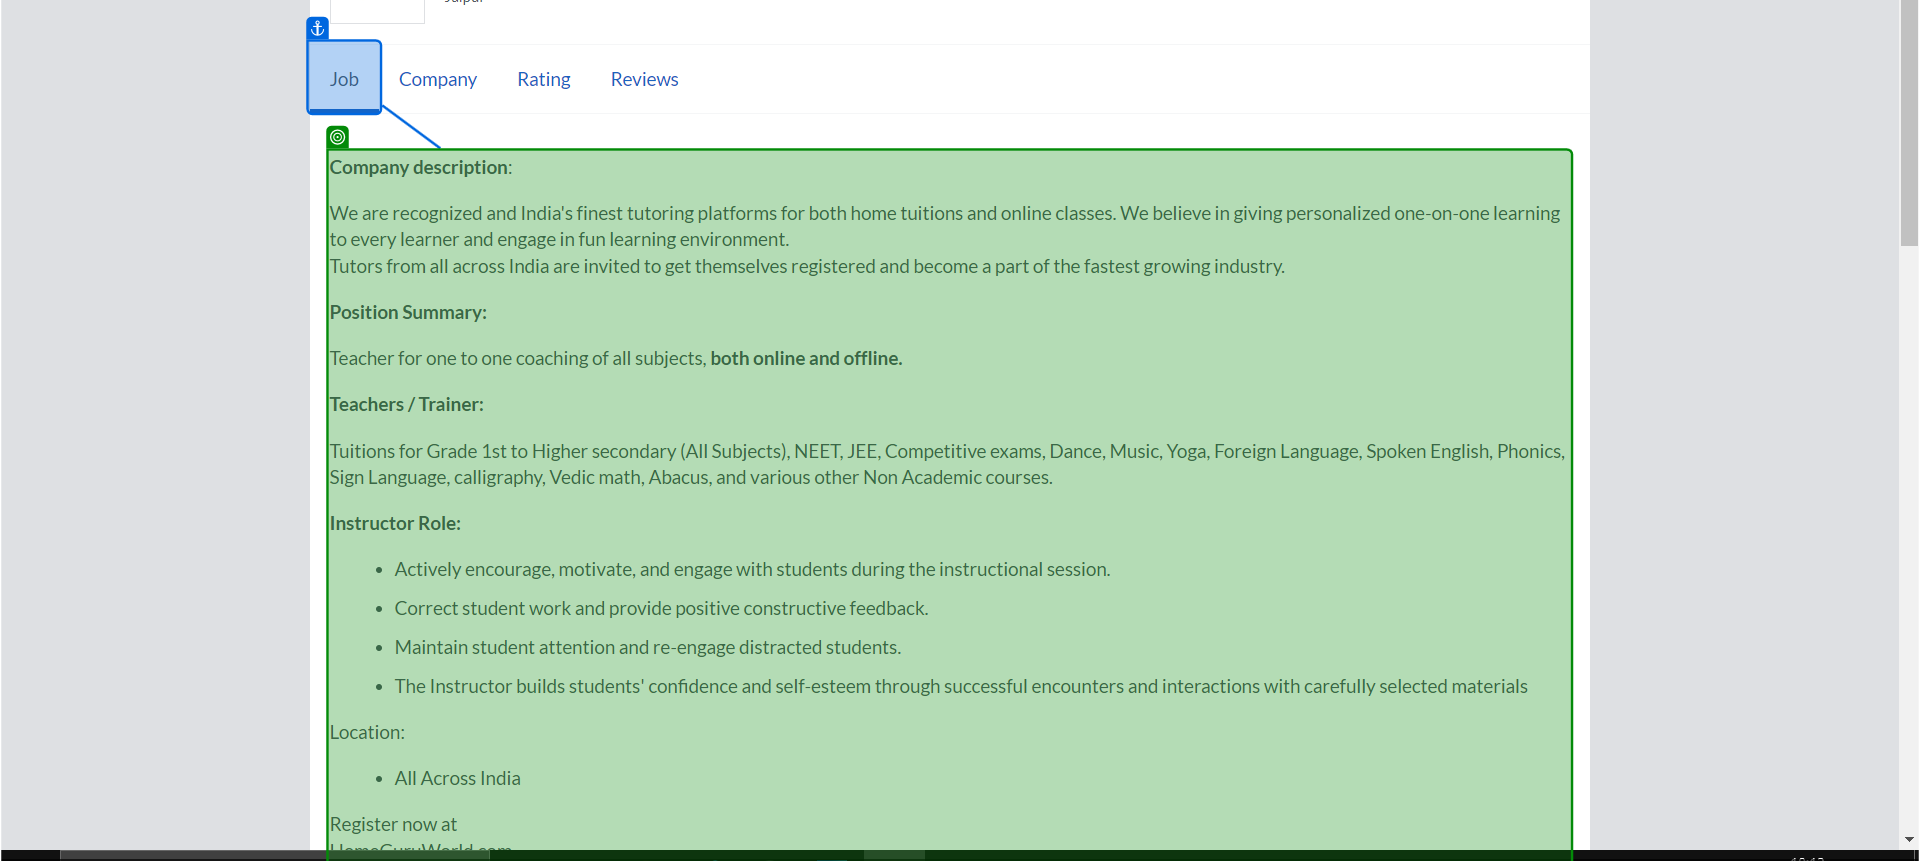 Job Company Rating Reviews
Company description:
We are recognized and India's finest tutoring platforms for both home tuitions and online classes. We believe in giving personalized one-on-one learning
to every learner and engage in fun learning environment.
Tutors from all across India are invited to get themselves registered and become a part of the fastest growing industry.
Position Summary:
Teacher for one to one coaching of all subjects, both online and offline.
Teachers / Trainer:
Tuitions for Grade 1st to Higher secondary (All Subjects), NEET, JEE, Competitive exams, Dance, Music, Yoga, Foreign Language, Spoken English, Phonics,
Sign Language, calligraphy, Vedic math, Abacus, and various other Non Academic courses.
Instructor Role:
• Actively encourage, motivate, and engage with students during the instructional session.
• Correct student work and provide positive constructive feedback.
• Maintain student attention and re-engage distracted students.
• The Instructor builds students' confidence and self-esteem through successful encounters and interactions with carefully selected materials
Location:
• All Across India
Register now at
HomeGuruWorld.com